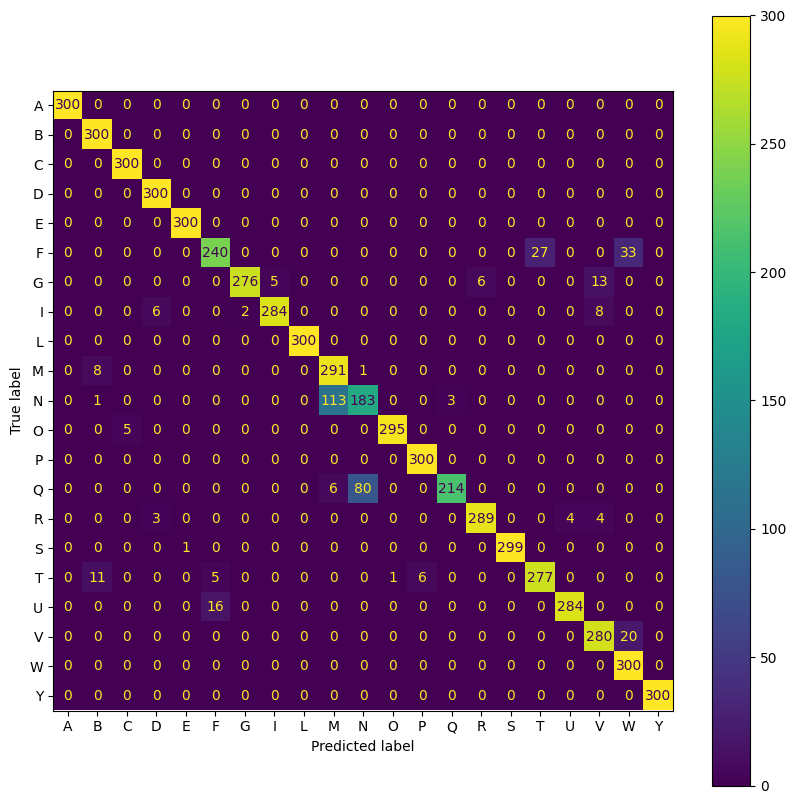 300
A 300 0 0 0 0 0 0 0 0 0 0 0 0 0 0 0 0 0 0 0 0
B 0 300 0 0 0 0 0 0 0 0 0 0 0 0 0 0 0 0 0 0 0
C 0 0 300 0 0 0 0 0 0 0 0 0 0 0 0 0 0 0 0 0 0
250
D 0 0 0 300 0 0 0 0 0 0 0 0 0 0 0 0 0 0 0 0 0
E 0 0 0 0 300 0 0 0 0 0 0 0 0 0 0 0 0 0 0 0 0
F 0 0 0 0 0 240 0 0 0 0 0 0 0 0 0 0 27 0 0 33 0
G 0 0 0 0 0 0 276 5 0 0 0 0 0 0 6 0 0 0 13 0 0
200
I 0 0 0 6 0 0 2 284 0 0 0 0 0 0 0 0 0 0 8 0 0
L 0 0 0 0 0 0 0 0 300 0 0 0 0 0 0 0 0 0 0 0 0
M 0 8 0 0 0 0 0 0 0 291 1 0 0 0 0 0 0 0 0 0 0
True label
N 0 1 0 0 0 0 0 0 0 113 183 0 0 3 0 0 0 0 0 0 0
150
O 0 0 5 0 0 0 0 0 0 0 0 295 0 0 0 0 0 0 0 0 0
P 0 0 0 0 0 0 0 0 0 0 0 0 300 0 0 0 0 0 0 0 0
Q 0 0 0 0 0 0 0 0 0 6 80 0 0 214 0 0 0 0 0 0 0
R 0 0 0 3 0 0 0 0 0 0 0 0 0 0 289 0 0 4 4 0 0
100
S 0 0 0 0 1 0 0 0 0 0 0 0 0 0 0 299 0 0 0 0 0
T 0 11 0 0 0 5 0 0 0 0 0 1 6 0 0 0 277 0 0 0 0
U 0 0 0 0 0 16 0 0 0 0 0 0 0 0 0 0 0 284 0 0 0
V 0 0 0 0 0 0 0 0 0 0 0 0 0 0 0 0 0 0 280 20 0
50
W 0 0 0 0 0 0 0 0 0 0 0 0 0 0 0 0 0 0 0 300 0
Y 0 0 0 0 0 0 0 0 0 0 0 0 0 0 0 0 0 0 0 0 300
A B C D E F G I L M N O P Q R S T U V W Y
Predicted label
0